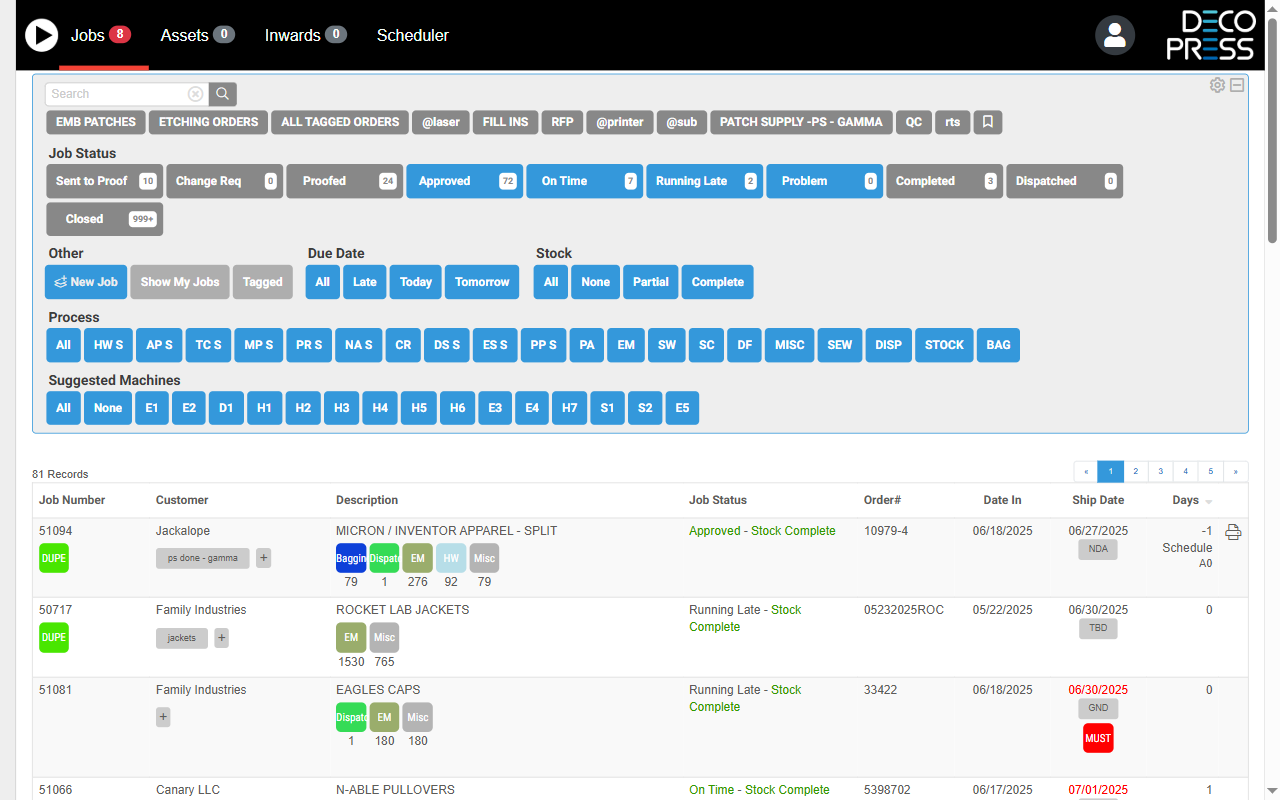 Jobs 8 Assets 0 Inwards 0 Scheduler
DECO PRESS
Search
EMB PATCHES ETCHING ORDERS ALL TAGGED ORDERS @laser FILL INS RFP @printer @sub PATCH SUPPLY -PS - GAMMA QC rts
Job Status
Sent to Proof 10 Change Req 0 Proofed 24 Approved 72 On Time 7 Running Late 2 Problem 0 Completed 3 Dispatched 0
Closed 999+
Other Due Date Stock
New Job Show My Jobs Tagged All Late Today Tomorrow All None Partial Complete
Process
All HW S AP S TC S MP S PR S NA S CR DS S ES S PP S PA EM SW SC DF MISC SEW DISP STOCK BAG
Suggested Machines
All None E1 E2 D1 H1 H2 H3 H4 H5 H6 E3 E4 H7 S1 S2 E5
81 Records « 1 2 3 4 5 »
Job Number Customer Description Job Status Order# Date In Ship Date Days
51094 Jackalope MICRON / INVENTOR APPAREL - SPLIT Approved - Stock Complete 10979-4 06/18/2025 06/27/2025 -1
DUPE ps done - gamma + Baggin Dispatc EM HW Misc NDA Schedule
A0
79 1 276 92 79
50717 Family Industries ROCKET LAB JACKETS Running Late - Stock 05232025ROC 05/22/2025 06/30/2025 0
Complete
DUPE jackets + EM Misc TBD
1530 765
51081 Family Industries EAGLES CAPS Running Late - Stock 33422 06/18/2025 06/30/2025 0
Complete
+ Dispatc EM Misc GND
1 180 180 MUST
51066 Canary LLC N-ABLE PULLOVERS On Time - Stock Complete 5398702 06/17/2025 07/01/2025 1